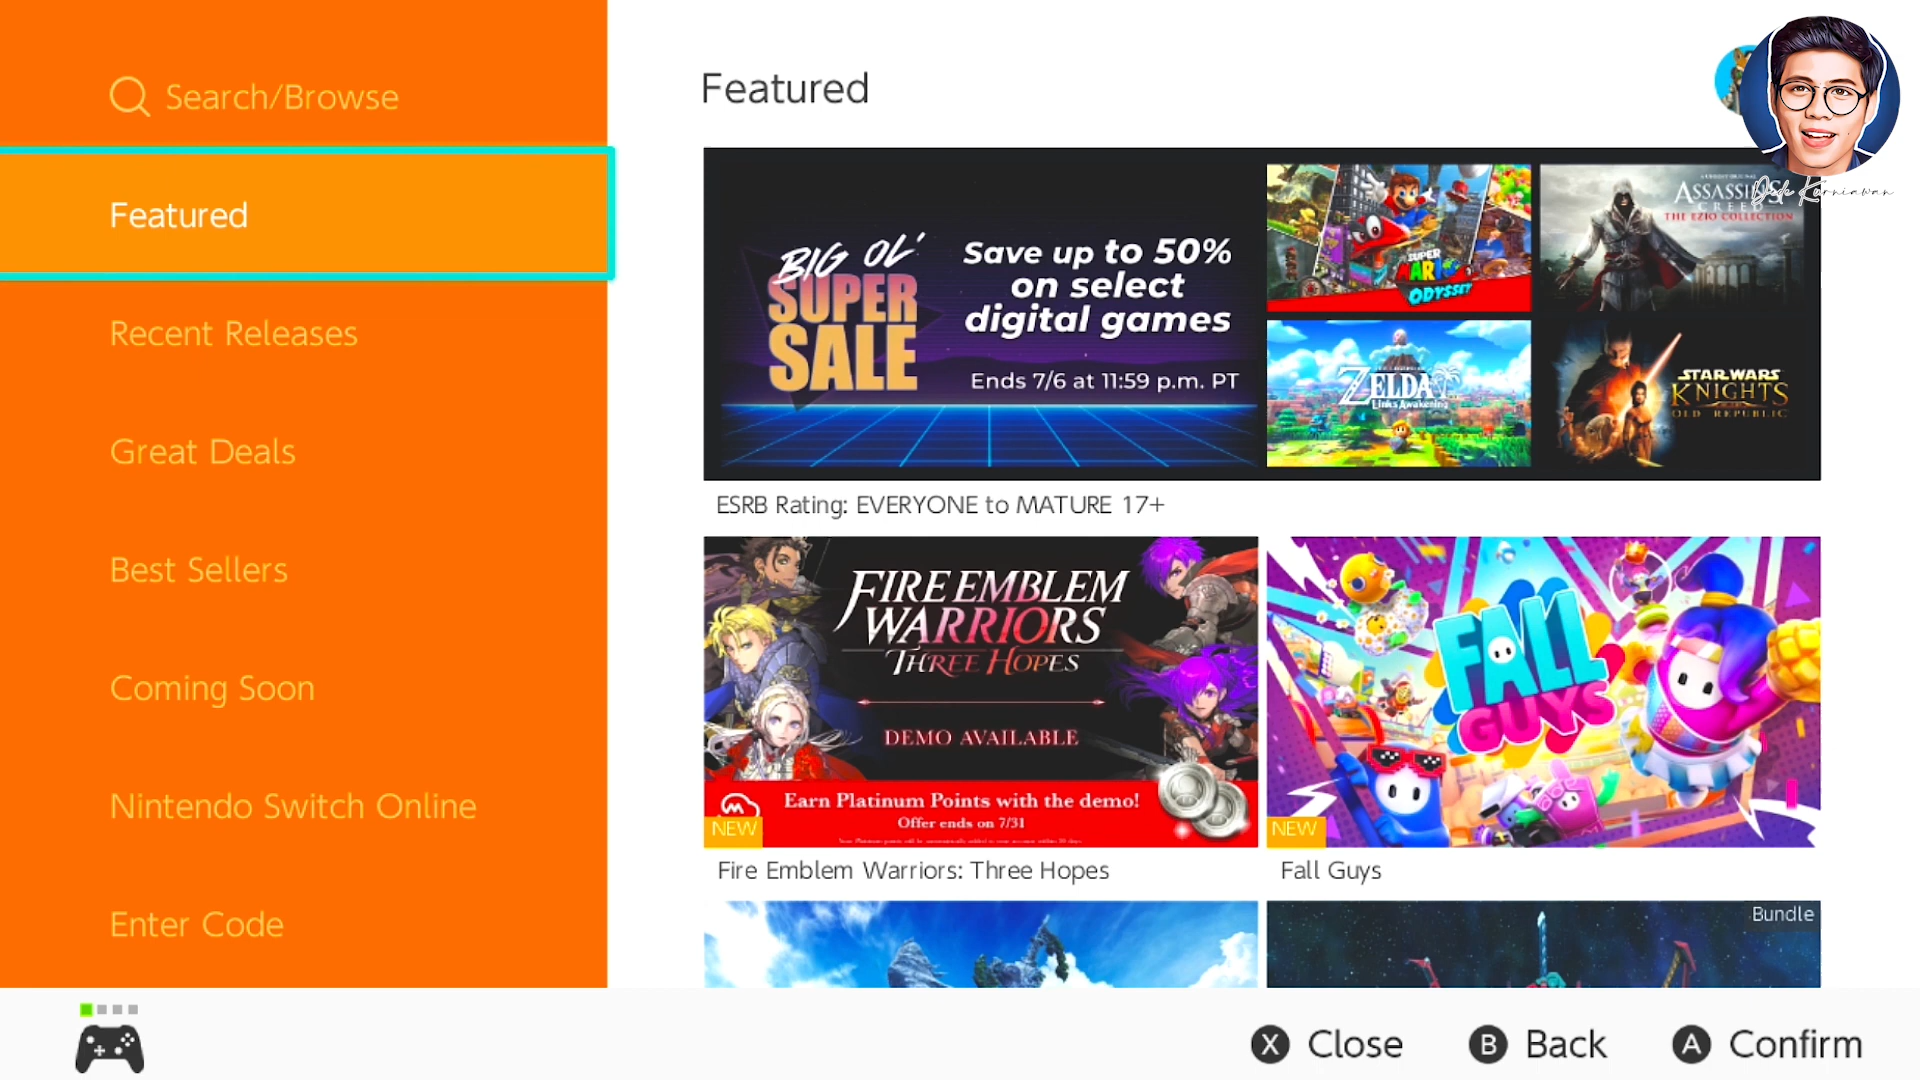 Search/Browse
Featured
Recent Releases
Great Deals
Best Sellers
Coming Soon
Nintendo Switch Online
Enter Code
Featured
BIG OL'
SUPER
SALE
Save up to 50%
on select
digital games
Ends 7/6 at 11:59 p.m. PT
SUPER
MARIO
ODYSSEY
ASSASSIN'S
CREED
THE EZIO COLLECTION
Dede Kurniawan
ZELDA
Link's Awakening
STAR WARS
KNIGHTS
OLD REPUBLIC
ESRB Rating: EVERYONE to MATURE 17+
FIRE EMBLEM
WARRIORS
THREE HOPES
DEMO AVAILABLE
Earn Platinum Points with the demo!
Offer ends on 7/31
NEW
Fire Emblem Warriors: Three Hopes
FALL
GUYS
NEW
Fall Guys
Bundle
X Close
B Back
A Confirm